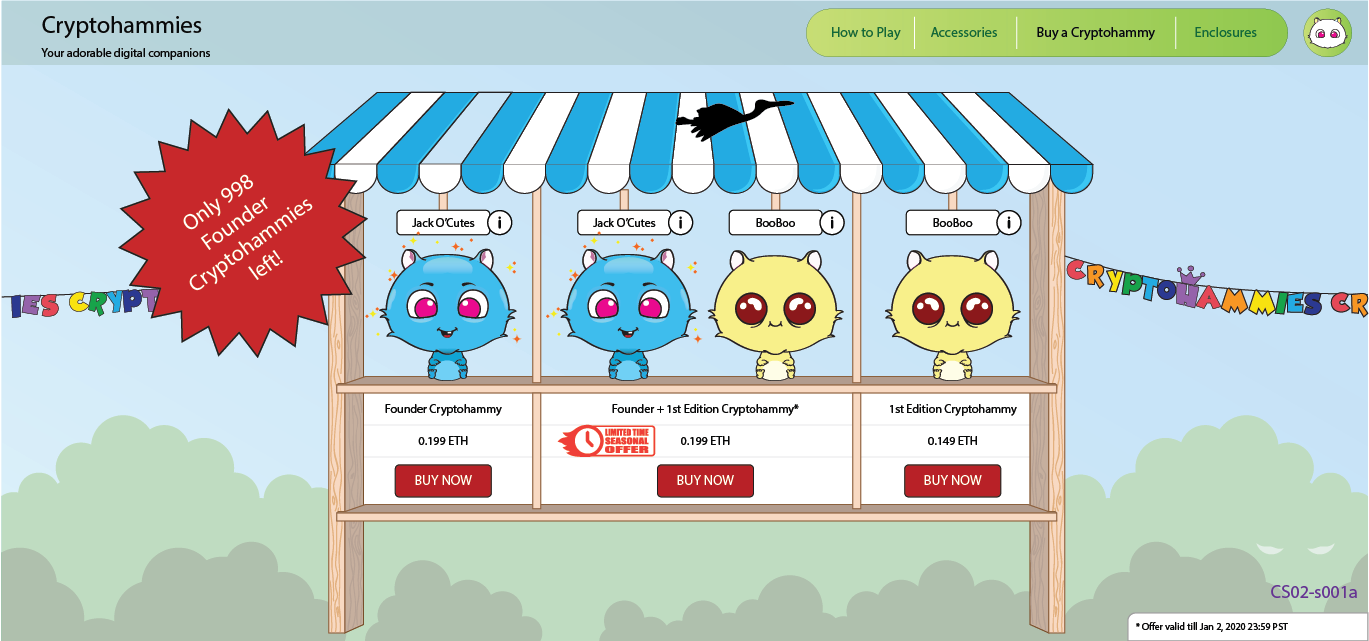 Cryptohammies
Your adorable digital companions
How to Play
Accessories
Buy a Cryptohammy
Enclosures
Only 998
Founder
Cryptohammies
left!
Jack O'Cutes i
Jack O'Cutes i
BooBoo i
BooBoo i
IES CRYPT
CRYPTOHAMMIES CR
Founder Cryptohammy
Founder + 1st Edition Cryptohammy*
1st Edition Cryptohammy
0.199 ETH
LIMITED TIME
SEASONAL
OFFER
0.199 ETH
0.149 ETH
BUY NOW
BUY NOW
BUY NOW
CS02-s001a
* Offer valid till Jan 2, 2020 23:59 PST